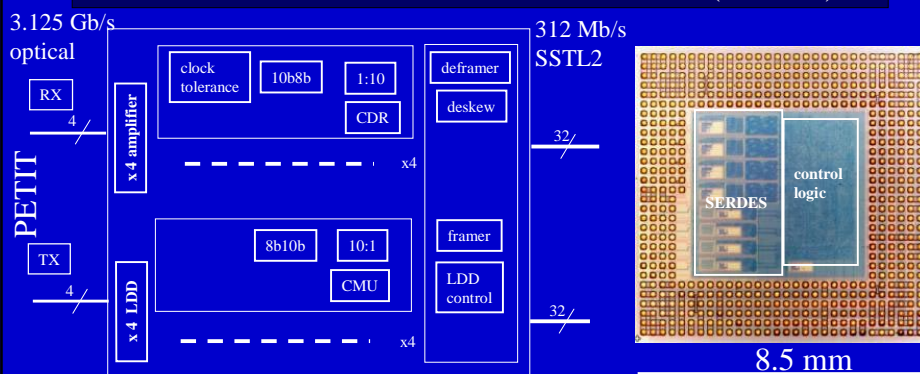 3.125 Gb/s
optical
312 Mb/s
SSTL2
RX
4
PETIT
TX
4
x 4 amplifier
x 4 LDD
clock
tolerance
10b8b
1:10
CDR
x4
8b10b
10:1
CMU
x4
deframer
deskew
framer
LDD
control
32
32
SERDES
control
logic
8.5 mm